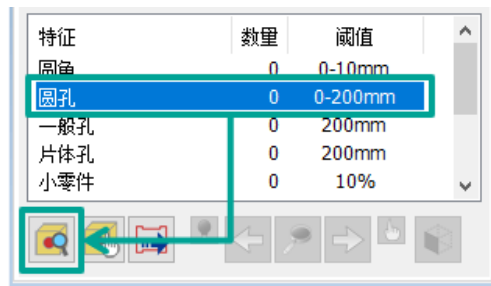 特征 数量 阈值
圆角 0 0-10mm
圆孔 0 0-200mm
一般孔 0 200mm
片体孔 0 200mm
小零件 0 10%